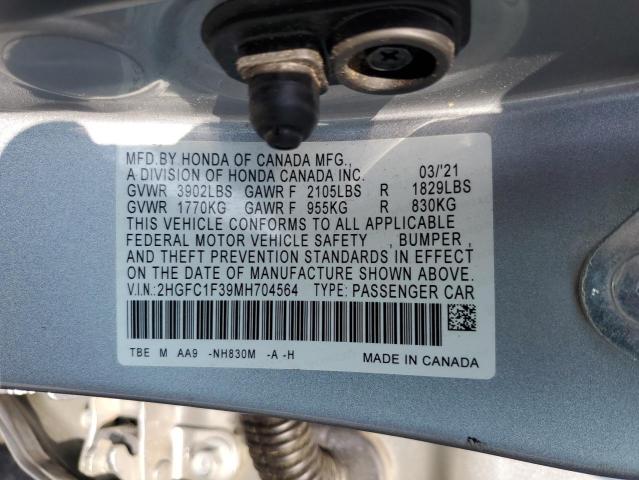 MFD.BY HONDA OF CANADA MFG.,
A DIVISION OF HONDA CANADA INC. 03/'21
GVWR 3902LBS GAWR F 2105LBS R 1829LBS
GVWR 1770KG GAWR F 955KG R 830KG
THIS VEHICLE CONFORMS TO ALL APPLICABLE
FEDERAL MOTOR VEHICLE SAFETY , BUMPER ,
AND THEFT PREVENTION STANDARDS IN EFFECT
ON THE DATE OF MANUFACTURE SHOWN ABOVE.
V.I.N.:2HGFC1F39MH704564 TYPE: PASSENGER CAR
TBE M AA9 -NH830M -A -H MADE IN CANADA